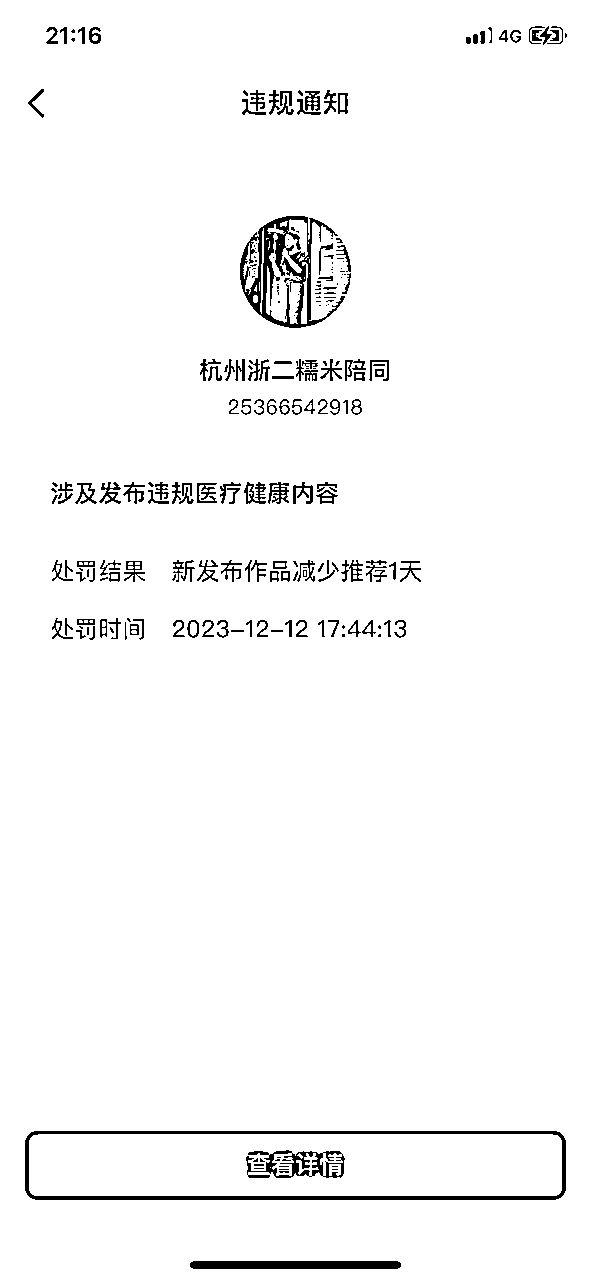 21:16
4G
违规通知
杭州浙二糯米陪同
25366542918
涉及发布违规医疗健康内容
处罚结果 新发布作品减少推荐1天
处罚时间 2023-12-12 17:44:13
查看详情